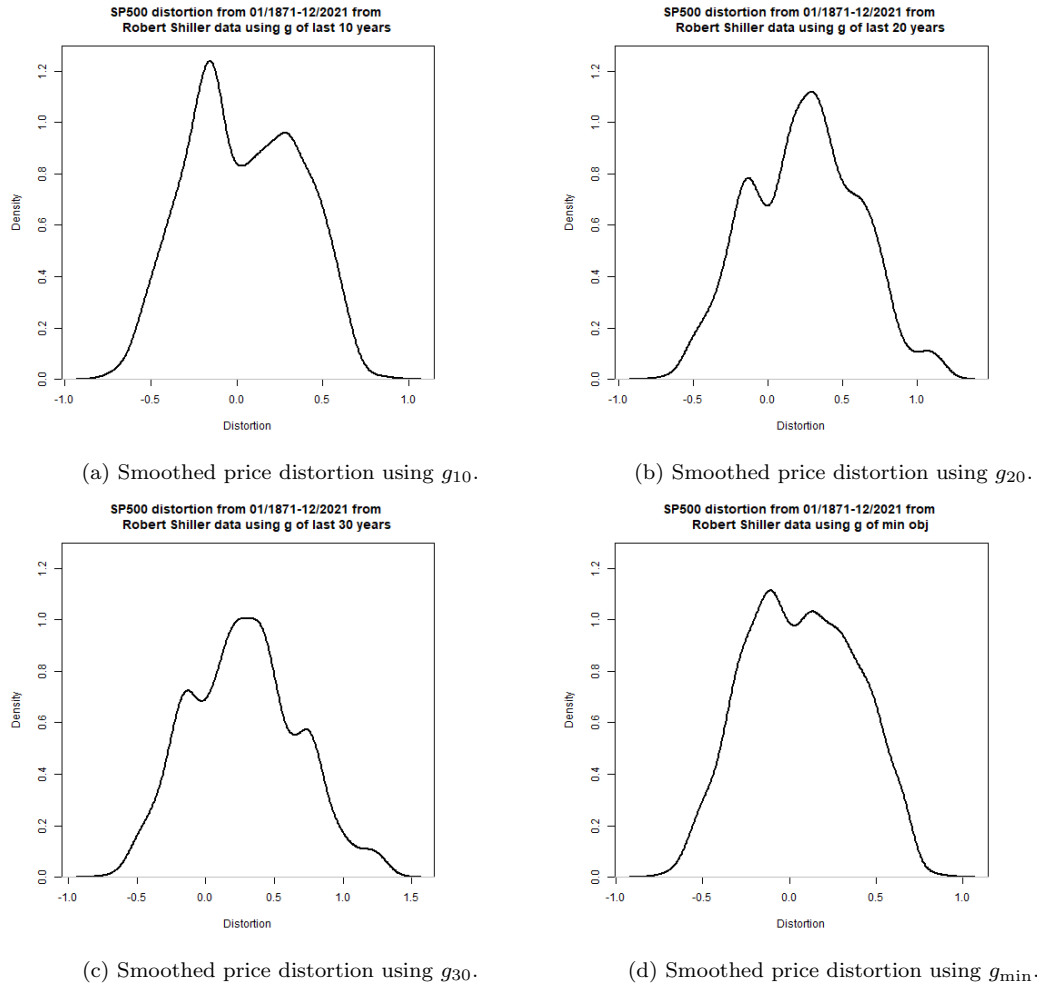 SP500 distortion from 01/1871-12/2021 from
Robert Shiller data using g of last 10 years
Density
0.0 0.2 0.4 0.6 0.8 1.0 1.2
-1.0 -0.5 0.0 0.5 1.0
Distortion
(a) Smoothed price distortion using g10.
SP500 distortion from 01/1871-12/2021 from
Robert Shiller data using g of last 20 years
Density
0.0 0.2 0.4 0.6 0.8 1.0 1.2
-1.0 -0.5 0.0 0.5 1.0
Distortion
(b) Smoothed price distortion using g20.
SP500 distortion from 01/1871-12/2021 from
Robert Shiller data using g of last 30 years
Density
0.0 0.2 0.4 0.6 0.8 1.0 1.2
-1.0 -0.5 0.0 0.5 1.0 1.5
Distortion
(c) Smoothed price distortion using g30.
SP500 distortion from 01/1871-12/2021 from
Robert Shiller data using g of min obj
Density
0.0 0.2 0.4 0.6 0.8 1.0 1.2
-1.0 -0.5 0.0 0.5 1.0
Distortion
(d) Smoothed price distortion using gmin.